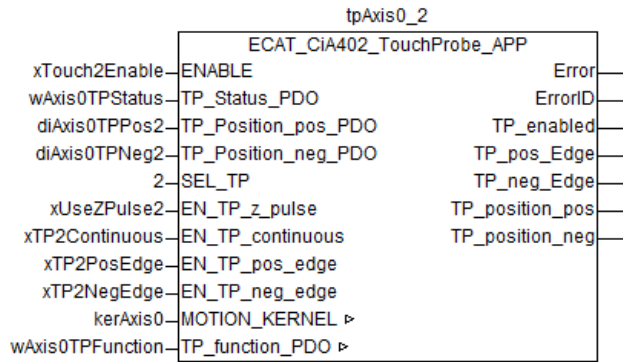 tpAxis0_2
ECAT_CiA402_TouchProbe_APP
xTouch2Enable ENABLE Error
wAxis0TPStatus TP_Status_PDO ErrorID
diAxis0TPPos2 TP_Position_pos_PDO TP_enabled
diAxis0TPNeg2 TP_Position_neg_PDO TP_pos_Edge
2 SEL_TP TP_neg_Edge
xUseZPulse2 EN_TP_z_pulse TP_position_pos
xTP2Continuous EN_TP_continuous TP_position_neg
xTP2PosEdge EN_TP_pos_edge
xTP2NegEdge EN_TP_neg_edge
kerAxis0 MOTION_KERNEL ▹
wAxis0TPFunction TP_function_PDO ▹